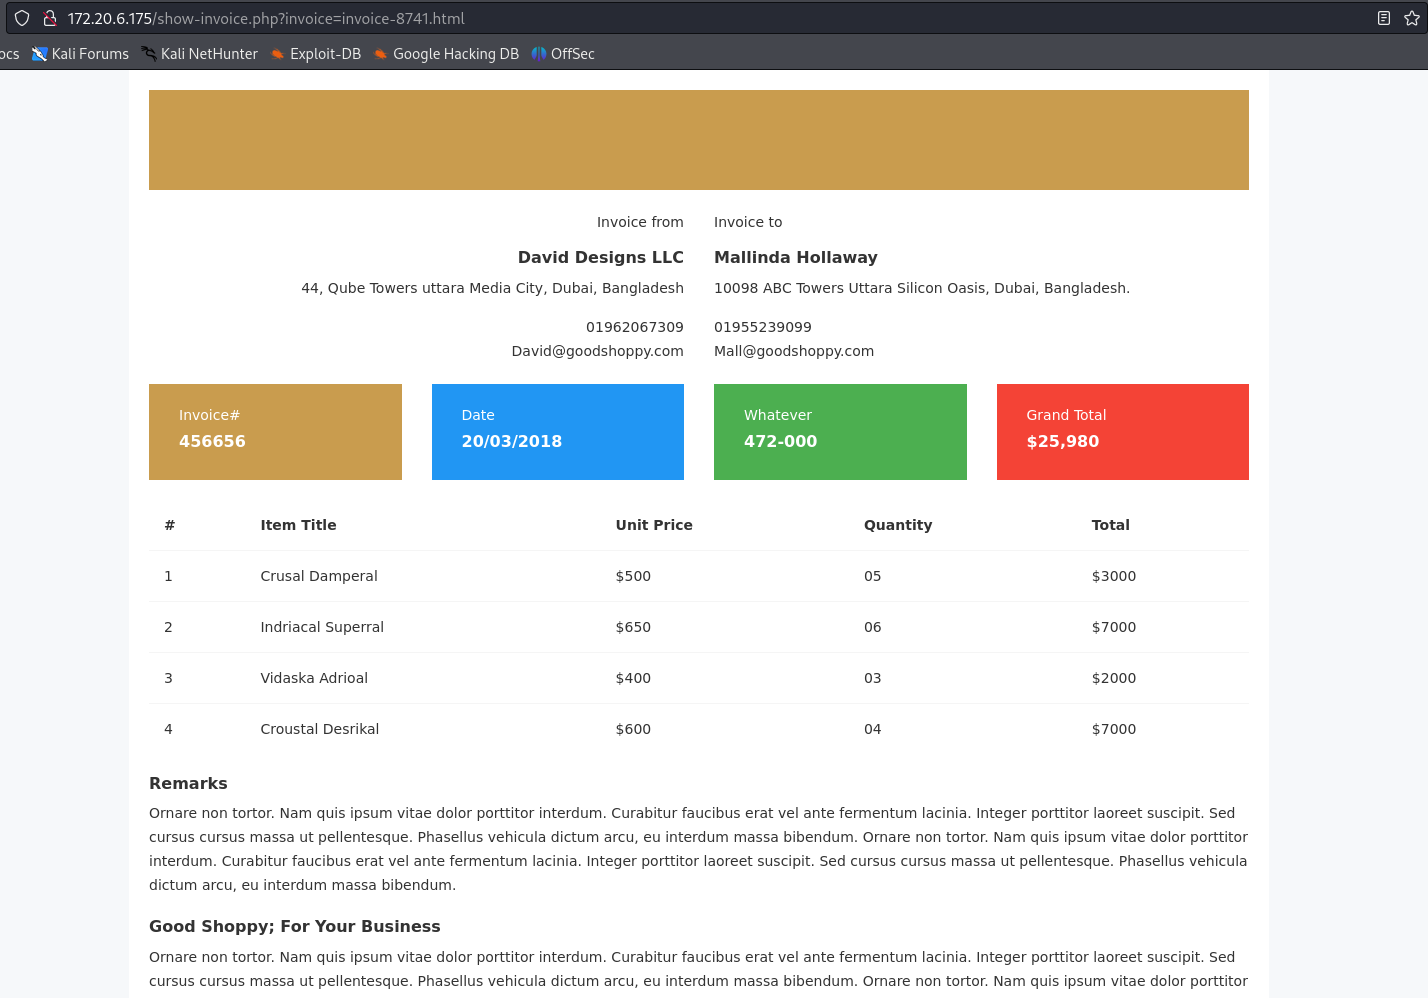 172.20.6.175/show-invoice.php?invoice=invoice-8741.html
ocs Kali Forums Kali NetHunter Exploit-DB Google Hacking DB OffSec
Invoice from Invoice to
David Designs LLC Mallinda Hollaway
44, Qube Towers uttara Media City, Dubai, Bangladesh 10098 ABC Towers Uttara Silicon Oasis, Dubai, Bangladesh.
01962067309 01955239099
David@goodshoppy.com Mall@goodshoppy.com
Invoice# Date Whatever Grand Total
456656 20/03/2018 472-000 $25,980
# Item Title Unit Price Quantity Total
1 Crusal Damperal $500 05 $3000
2 Indriacal Superral $650 06 $7000
3 Vidaska Adrioal $400 03 $2000
4 Croustal Desrikal $600 04 $7000
Remarks
Ornare non tortor. Nam quis ipsum vitae dolor porttitor interdum. Curabitur faucibus erat vel ante fermentum lacinia. Integer porttitor laoreet suscipit. Sed
cursus cursus massa ut pellentesque. Phasellus vehicula dictum arcu, eu interdum massa bibendum. Ornare non tortor. Nam quis ipsum vitae dolor porttitor
interdum. Curabitur faucibus erat vel ante fermentum lacinia. Integer porttitor laoreet suscipit. Sed cursus cursus massa ut pellentesque. Phasellus vehicula
dictum arcu, eu interdum massa bibendum.
Good Shoppy; For Your Business
Ornare non tortor. Nam quis ipsum vitae dolor porttitor interdum. Curabitur faucibus erat vel ante fermentum lacinia. Integer porttitor laoreet suscipit. Sed
cursus cursus massa ut pellentesque. Phasellus vehicula dictum arcu, eu interdum massa bibendum. Ornare non tortor. Nam quis ipsum vitae dolor porttitor